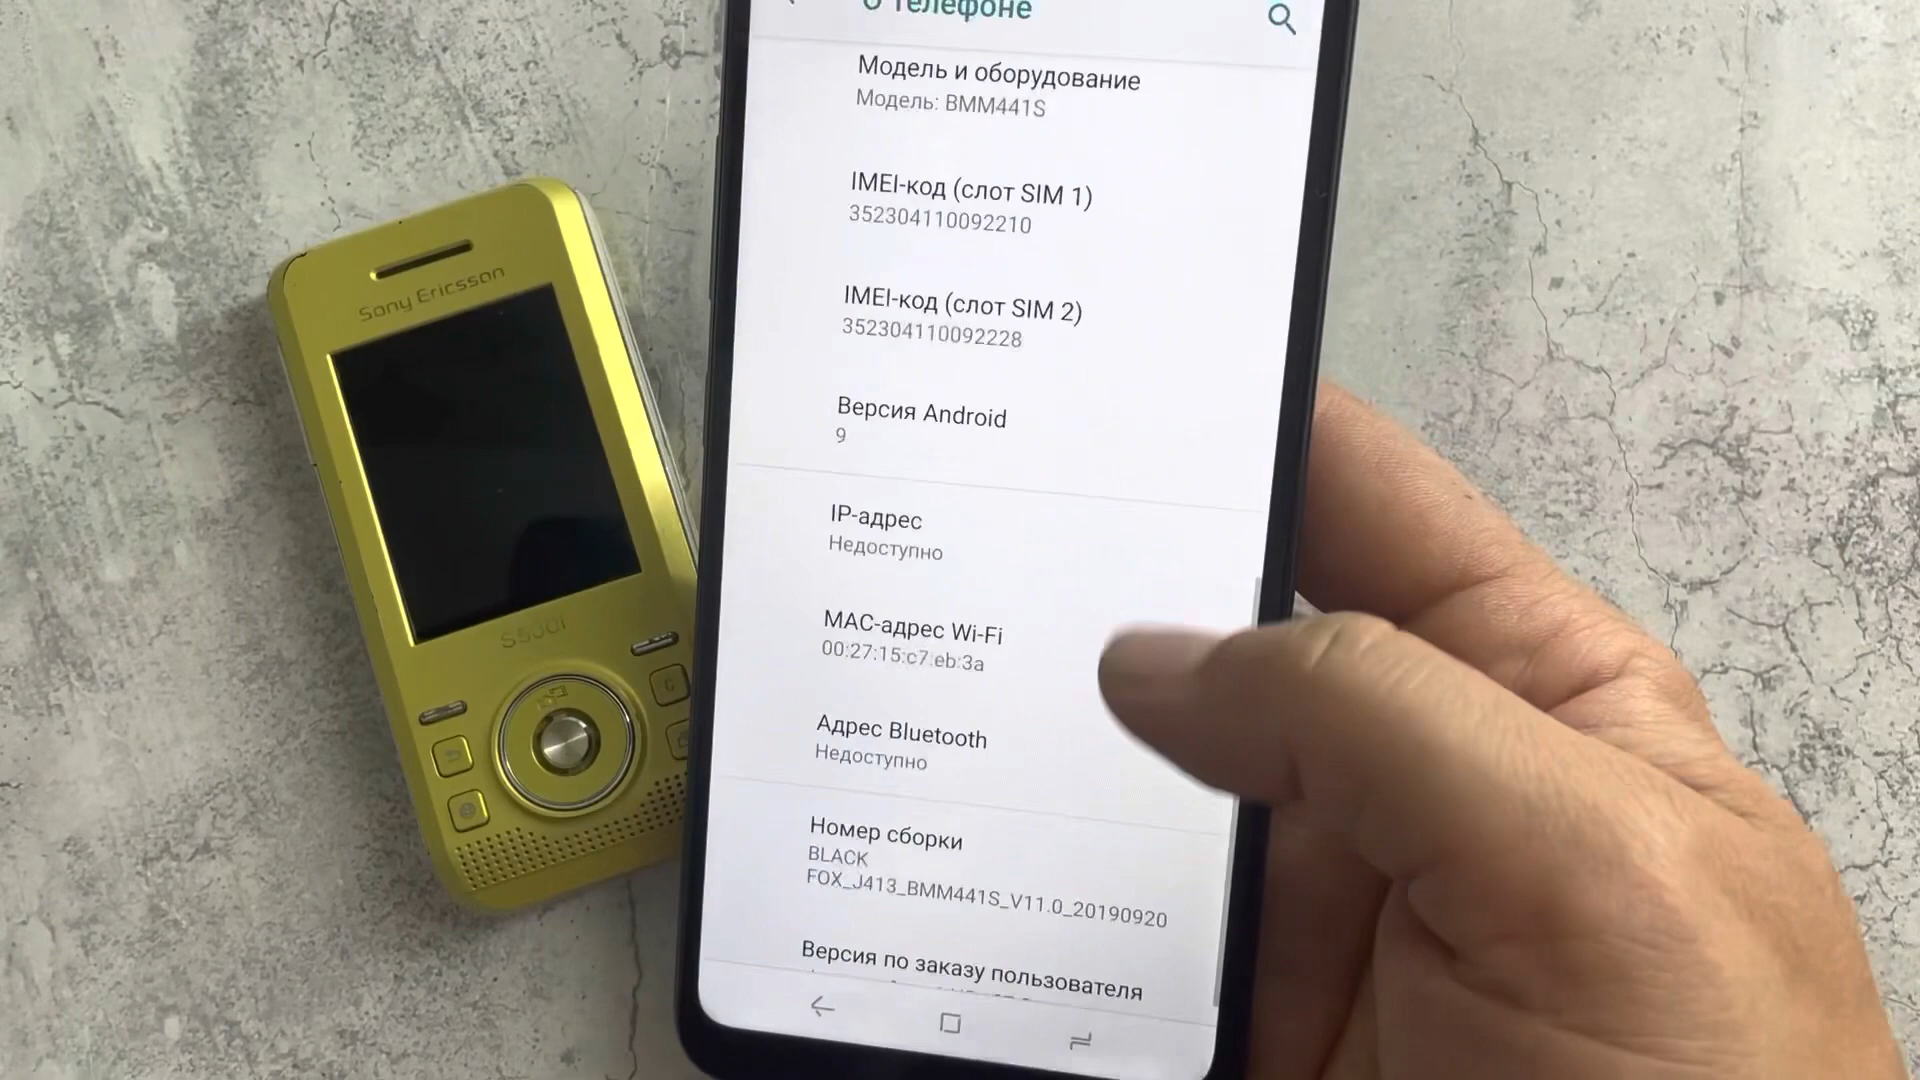 О телефоне
Модель и оборудование
Модель: BMM441S
IMEI-код (слот SIM 1)
352304110092210
IMEI-код (слот SIM 2)
352304110092228
Версия Android
9
IP-адрес
Недоступно
MAC-адрес Wi-Fi
00:27:15:c7:eb:3a
Адрес Bluetooth
Недоступно
Номер сборки
BLACK
FOX_J413_BMM441S_V11.0_20190920
Версия по заказу пользователя
Sony Ericsson
S500i
C